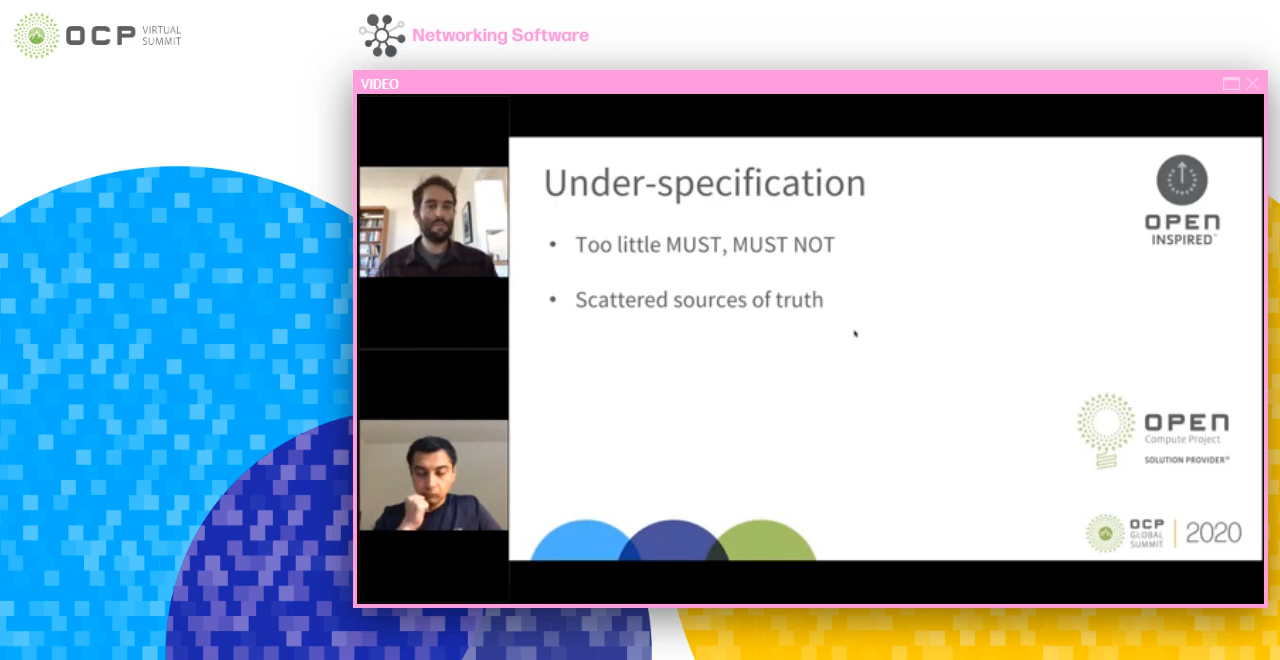 OCP VIRTUAL
SUMMIT
Networking Software
VIDEO
Under-specification
• Too little MUST, MUST NOT
• Scattered sources of truth
OPEN
INSPIRED™
OPEN
Compute Project
SOLUTION PROVIDER®
OCP
GLOBAL
SUMMIT
2020